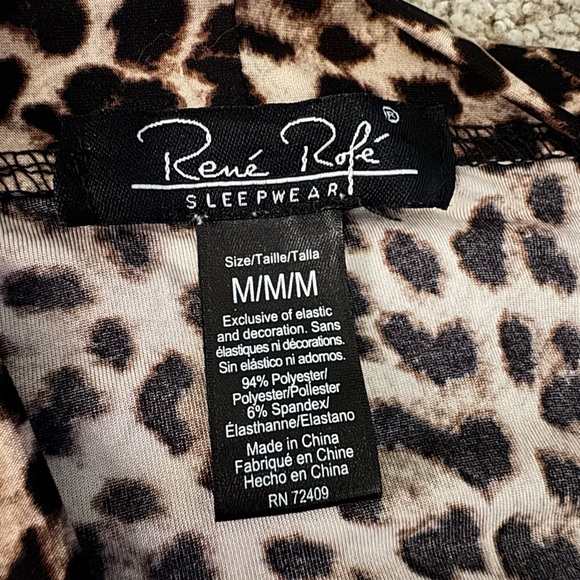 René Rofé ®
SLEEPWEAR
Size/Taille/Talla
M/M/M
Exclusive of elastic
and decoration. Sans
élastiques ni décorations.
Sin elástico ni adornos.
94% Polyester/
Polyester/Poliester
6% Spandex/
Élasthanne/Elastano
Made in China
Fabriqué en Chine
Hecho en China
RN 72409